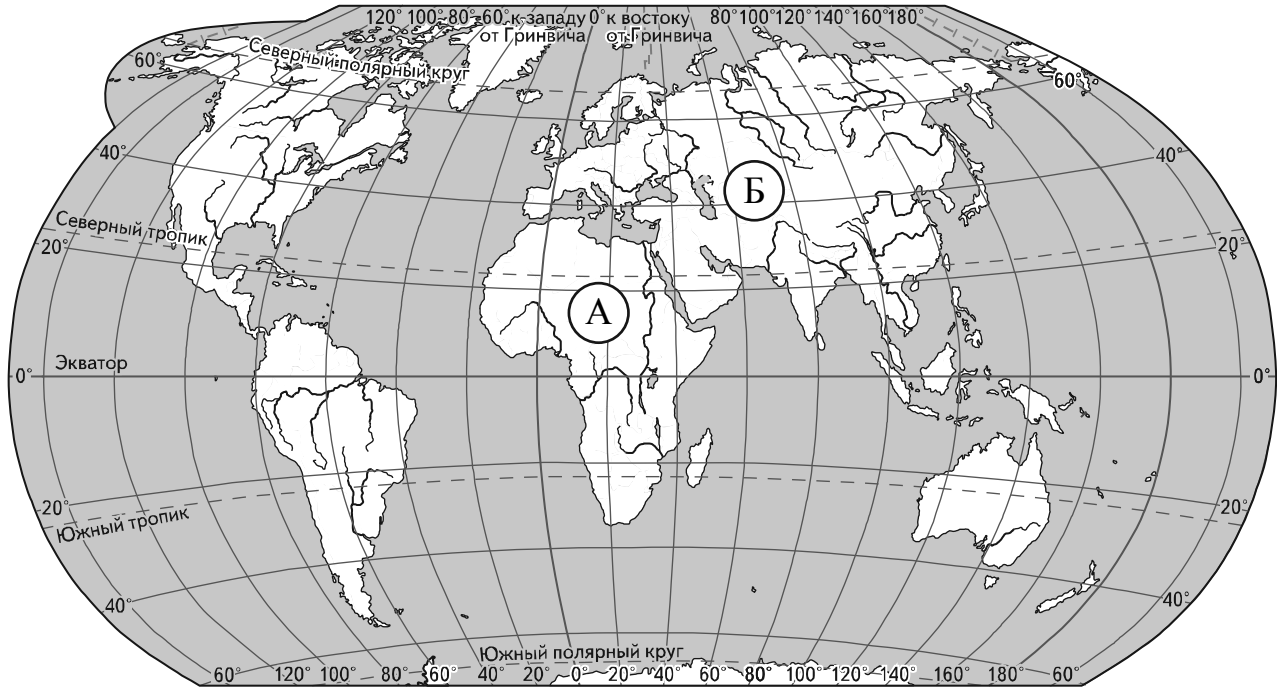 120° 100° 80° 60° к западу 0° к востоку 80° 100° 120° 140° 160° 180°
от Гринвича от Гринвича
Северный полярный круг
60° 60°
40° 40°
Б
Северный тропик
20° 20°
А
Экватор
0° 0°
20° 20°
Южный тропик
40° 40°
Южный полярный круг
60° 120° 100° 80° 60° 40° 20° 0° 20° 40° 60° 80° 100° 120° 140° 160° 180° 60°